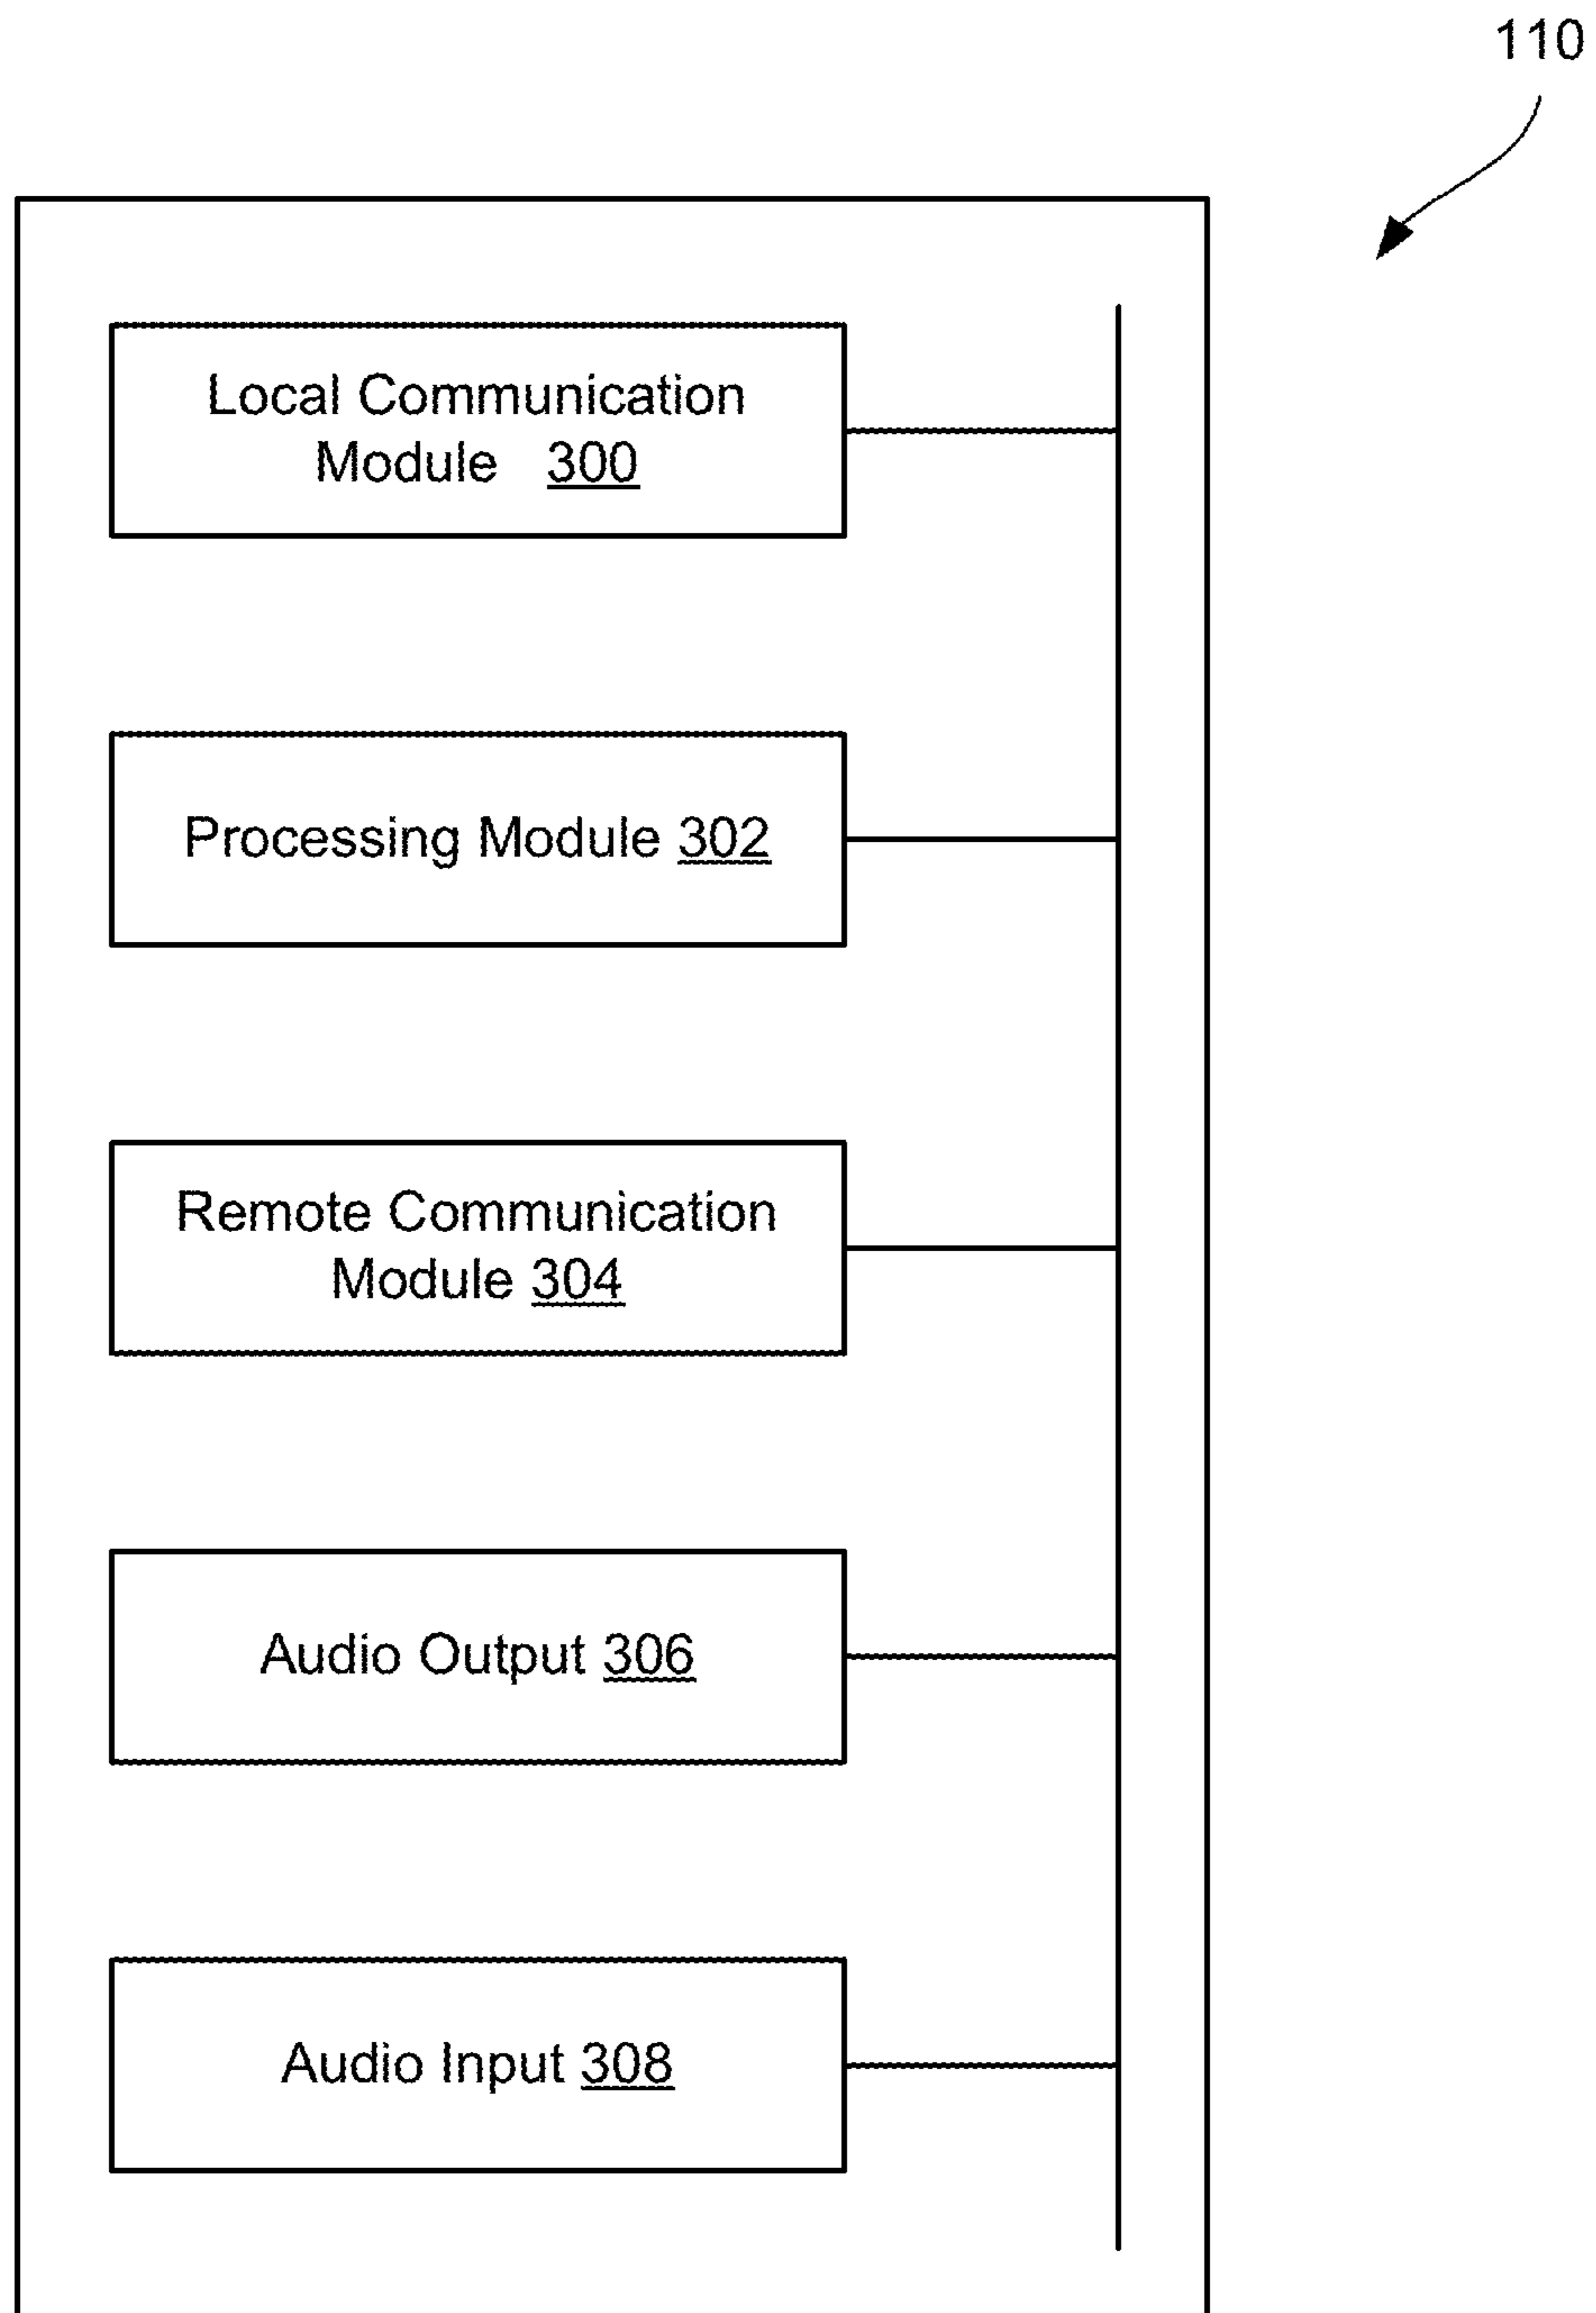 110
Local Communication
Module 300
Processing Module 302
Remote Communication
Module 304
Audio Output 306
Audio Input 308